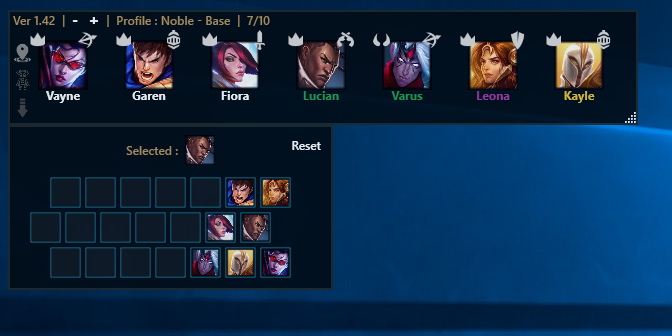 Ver 1.42 | - + | Profile : Noble - Base | 7/10
Vayne Garen Fiora Lucian Varus Leona Kayle
Selected : Reset